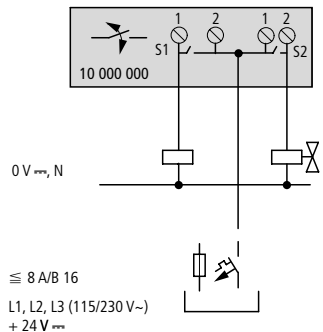 1 2 1 2
S1 S2
10 000 000
0 V ⎓, N
≦ 8 A/B 16
L1, L2, L3 (115/230 V~)
+ 24 V ⎓